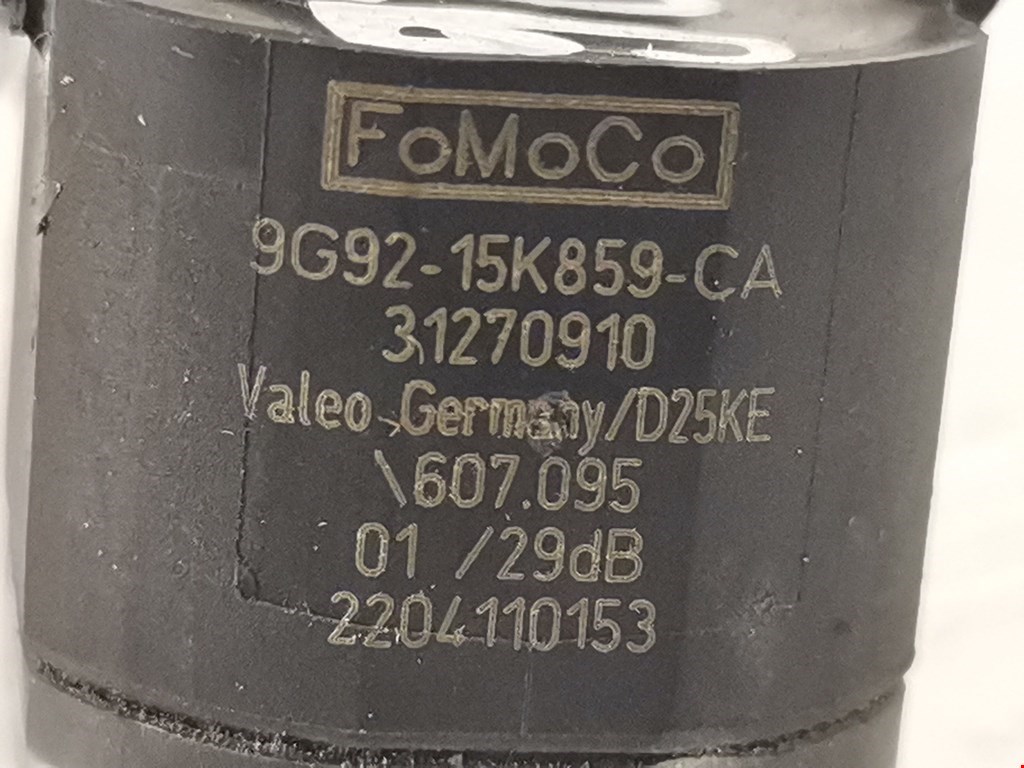 FoMoCo
9G92-15K859-CA
31270910
Valeo Germany/D25KE
\607.095
01 /29dB
2204110153